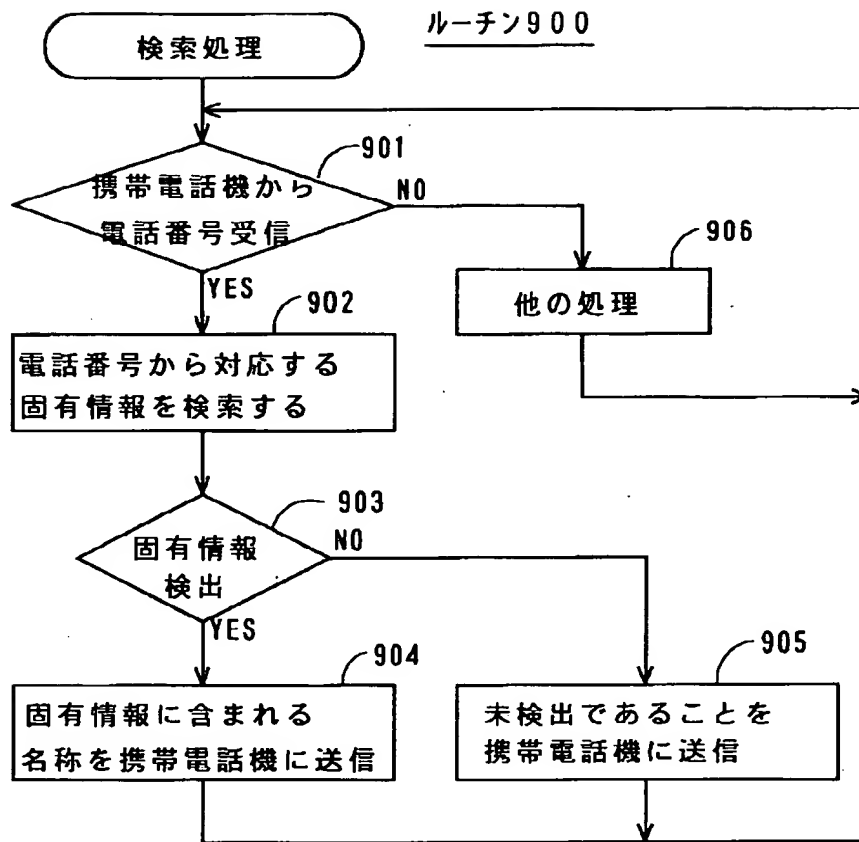 ルーチン900
検索処理
901
携帯電話機から
電話番号受信
NO
YES
906
他の処理
902
電話番号から対応する
固有情報を検索する
903
固有情報
検出
NO
YES
904
固有情報に含まれる
名称を携帯電話機に送信
905
未検出であることを
携帯電話機に送信